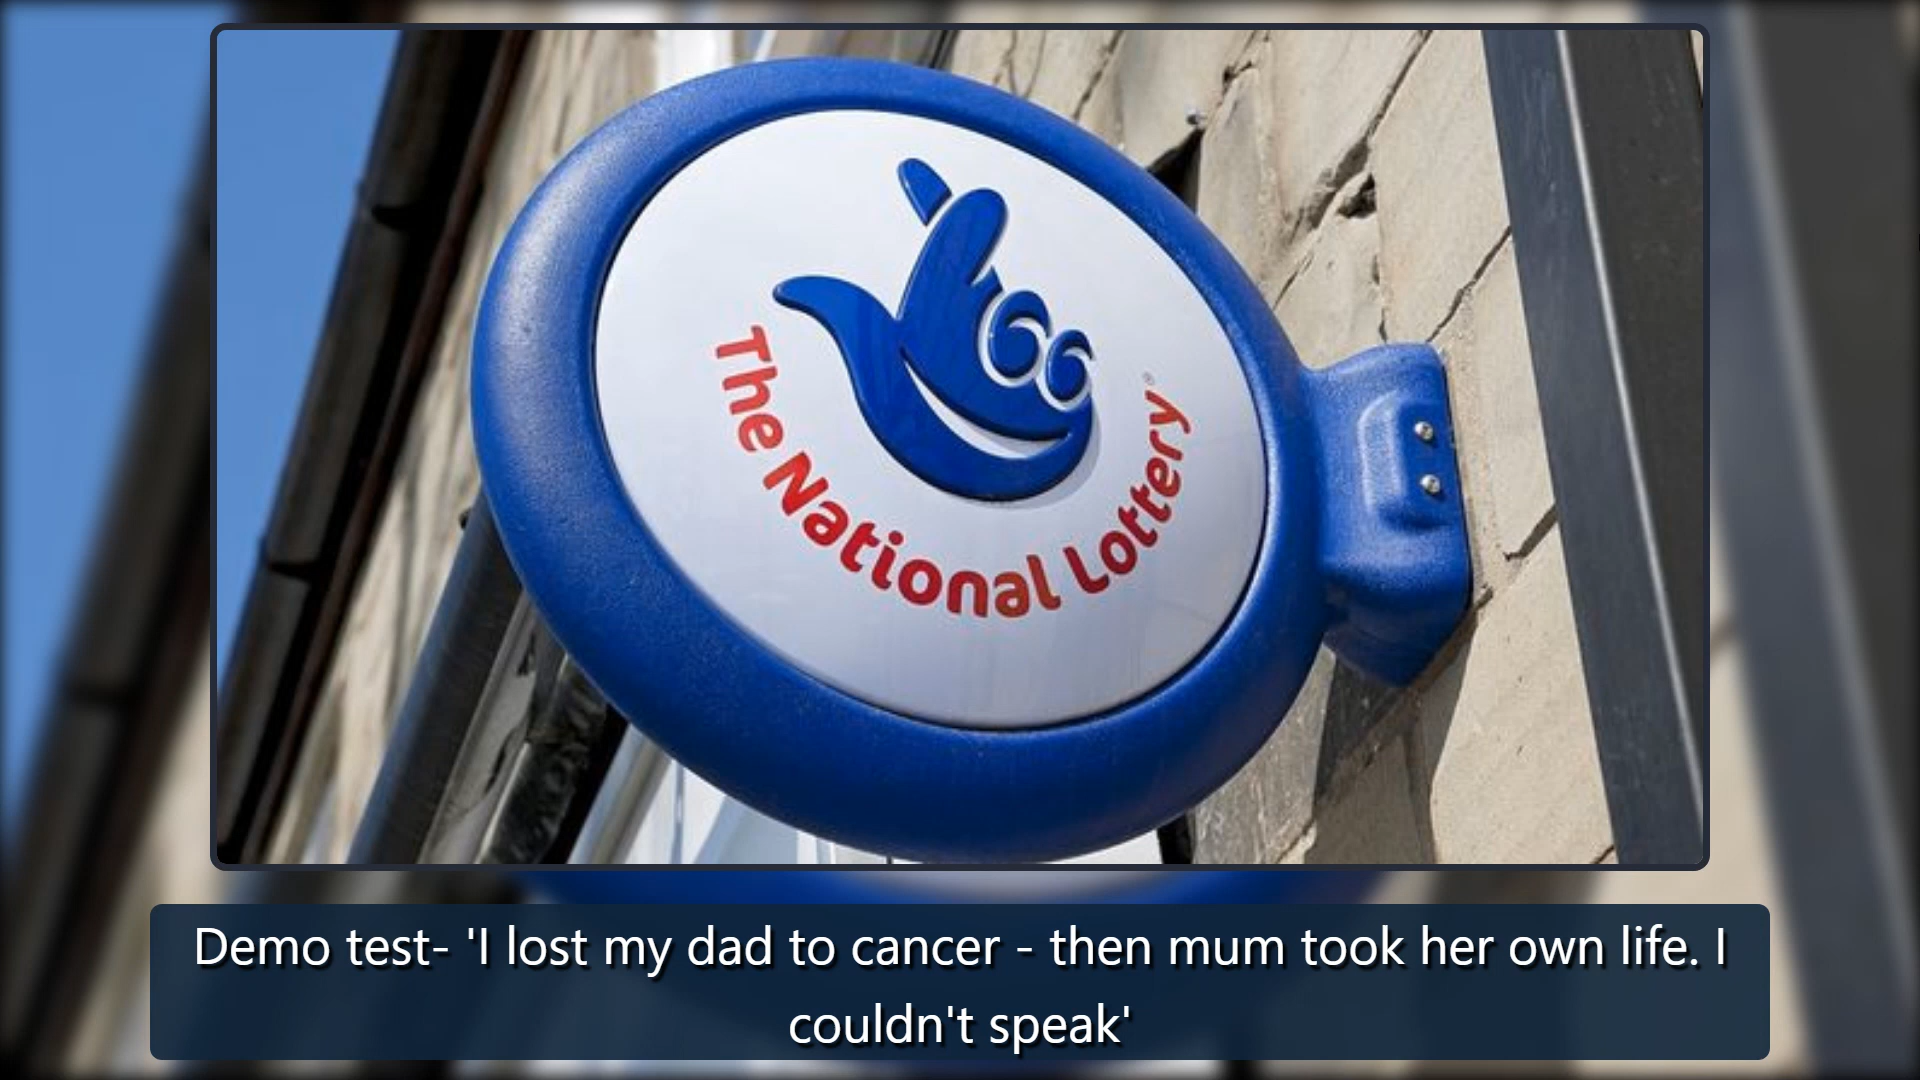 The National Lottery®
Demo test- 'I lost my dad to cancer - then mum took her own life. I
couldn't speak'